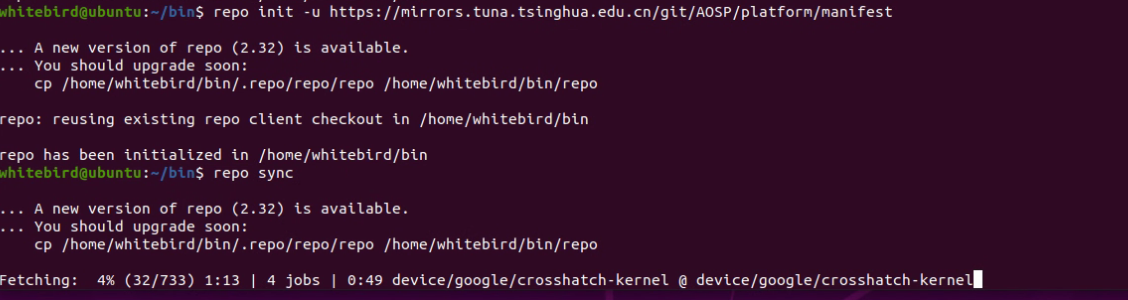 whitebird@ubuntu:~/bin$ repo init -u https://mirrors.tuna.tsinghua.edu.cn/git/AOSP/platform/manifest
... A new version of repo (2.32) is available.
... You should upgrade soon:
    cp /home/whitebird/bin/.repo/repo/repo /home/whitebird/bin/repo
repo: reusing existing repo client checkout in /home/whitebird/bin
repo has been initialized in /home/whitebird/bin
whitebird@ubuntu:~/bin$ repo sync
... A new version of repo (2.32) is available.
... You should upgrade soon:
    cp /home/whitebird/bin/.repo/repo/repo /home/whitebird/bin/repo
Fetching:  4% (32/733) 1:13 | 4 jobs | 0:49 device/google/crosshatch-kernel @ device/google/crosshatch-kernel